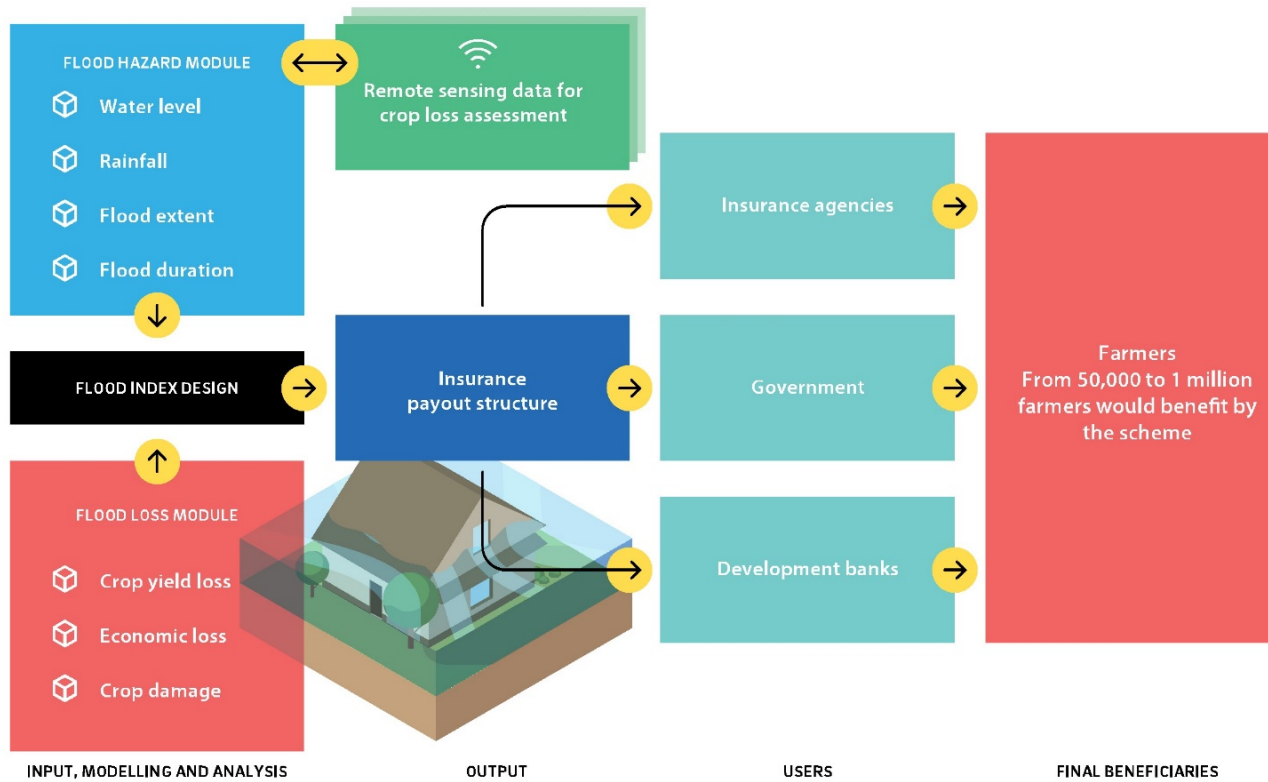 FLOOD HAZARD MODULE
Water level
Rainfall
Flood extent
Flood duration
FLOOD INDEX DESIGN
FLOOD LOSS MODULE
Crop yield loss
Economic loss
Crop damage
INPUT, MODELLING AND ANALYSIS
Remote sensing data for
crop loss assessment
Insurance
payout structure
OUTPUT
Insurance agencies
Government
Development banks
USERS
Farmers
From 50,000 to 1 million
farmers would benefit by
the scheme
FINAL BENEFICIARIES